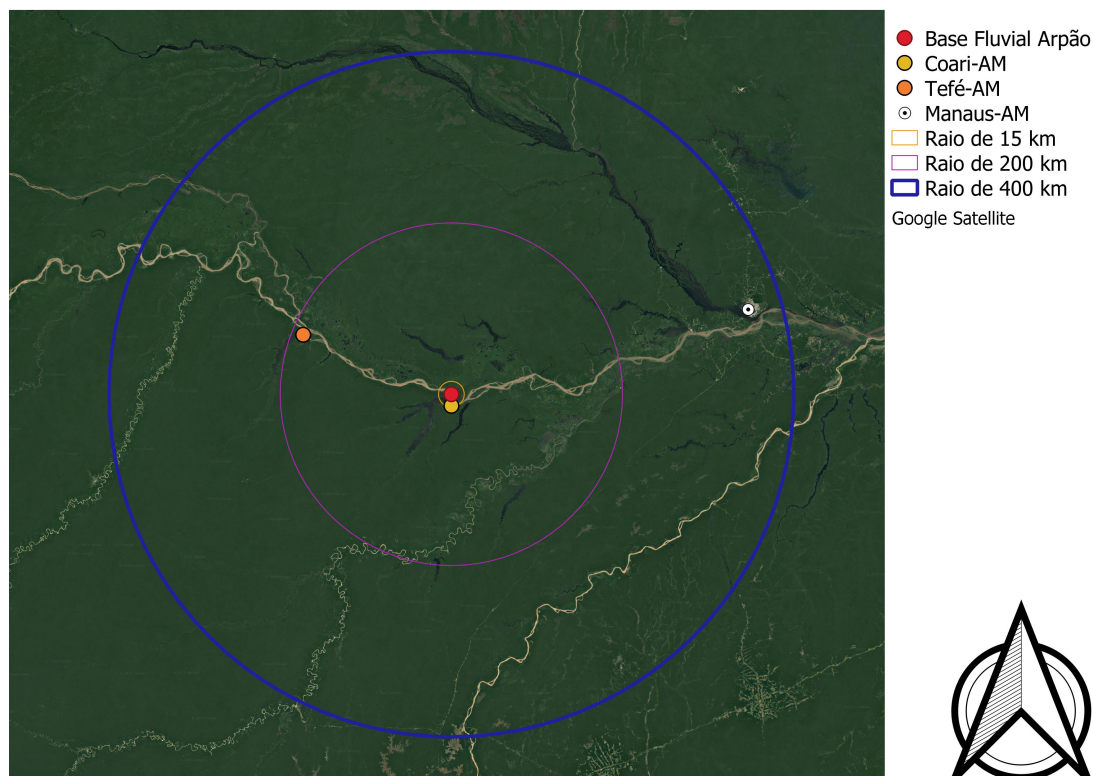 Base Fluvial Arpão
Coari-AM
Tefé-AM
Manaus-AM
Raio de 15 km
Raio de 200 km
Raio de 400 km
Google Satellite